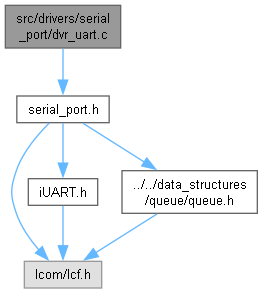 src/drivers/serial
_port/dvr_uart.c
serial_port.h
iUART.h
../../data_structures
/queue/queue.h
lcom/lcf.h